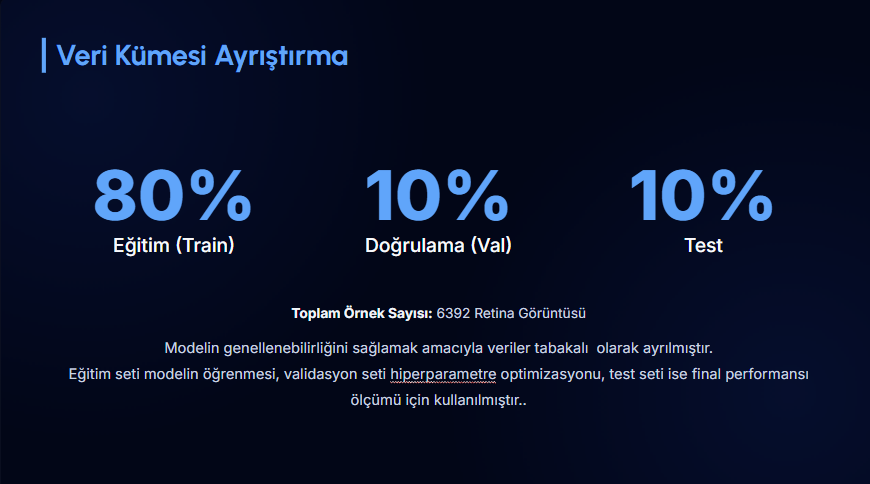 Veri Kümesi Ayrıştırma
80%
Eğitim (Train)
10%
Doğrulama (Val)
10%
Test
Toplam Örnek Sayısı: 6392 Retina Görüntüsü
Modelin genellenebilirliğini sağlamak amacıyla veriler tabakalı  olarak ayrılmıştır.
Eğitim seti modelin öğrenmesi, validasyon seti hiperparametre optimizasyonu, test seti ise final performansı
ölçümü için kullanılmıştır..